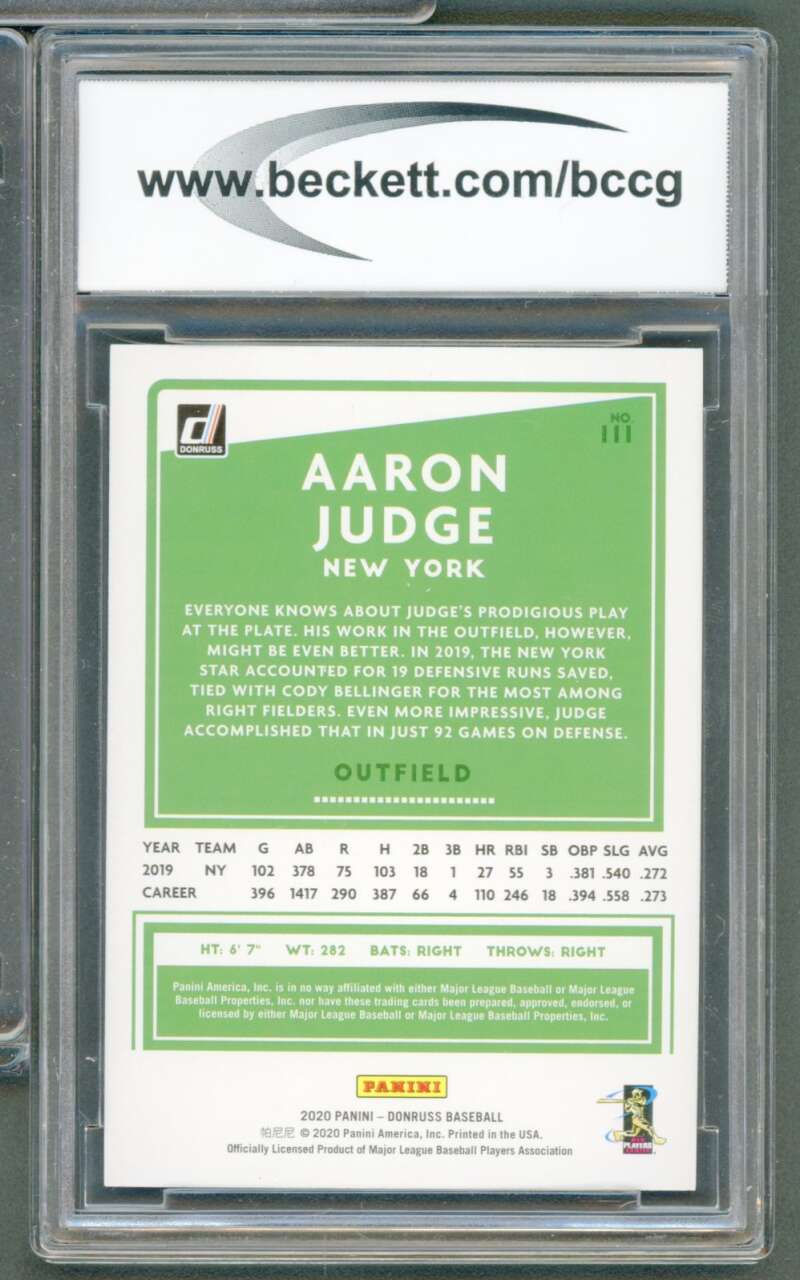 www.beckett.com/bccg
DONRUSS
NO.
111
AARON
JUDGE
NEW YORK
EVERYONE KNOWS ABOUT JUDGE'S PRODIGIOUS PLAY
AT THE PLATE. HIS WORK IN THE OUTFIELD, HOWEVER,
MIGHT BE EVEN BETTER. IN 2019, THE NEW YORK
STAR ACCOUNTED FOR 19 DEFENSIVE RUNS SAVED,
TIED WITH CODY BELLINGER FOR THE MOST AMONG
RIGHT FIELDERS. EVEN MORE IMPRESSIVE, JUDGE
ACCOMPLISHED THAT IN JUST 92 GAMES ON DEFENSE.
OUTFIELD
YEAR TEAM G AB R H 2B 3B HR RBI SB OBP SLG AVG
2019 NY 102 378 75 103 18 1 27 55 3 .381 .540 .272
CAREER 396 1417 290 387 66 4 110 246 18 .394 .558 .273
HT: 6' 7" WT: 282 BATS: RIGHT THROWS: RIGHT
Panini America, Inc. is in no way affiliated with either Major League Baseball or Major League
Baseball Properties, Inc. nor have these trading cards been prepared, approved, endorsed, or
licensed by either Major League Baseball or Major League Baseball Properties, Inc.
PANINI
2020 PANINI – DONRUSS BASEBALL
帕尼尼 © 2020 Panini America, Inc. Printed in the USA.
Officially Licensed Product of Major League Baseball Players Association
PLAYERS